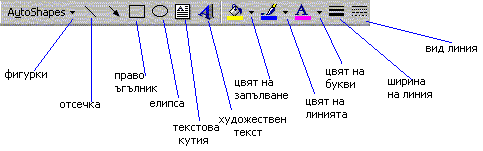 AutoShapes
фигурки
отсечка
право
ъгълник
елипса
текстова
кутия
художествен
текст
цвят на
запълване
цвят на
линията
цвят на
букви
ширина
на линия
вид линия